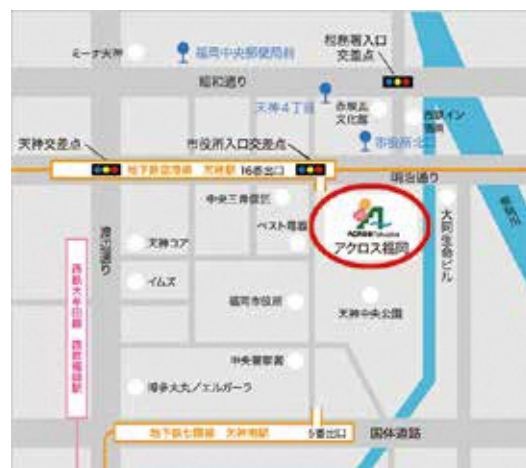 ミーナ天神
福岡中央郵便局前
税務署入口
交差点
昭和通り
天神4丁目
赤煉瓦
文化館
西鉄イン
福岡
市役所北口
天神交差点
市役所入口交差点
地下鉄空港線 天神駅 16番出口
明治通り
中央三井信託
ベスト電器
アクロス福岡
那珂川
大同生命ビル
渡辺通り
天神コア
イムズ
福岡市役所
天神中央公園
西鉄大牟田線 西鉄福岡駅
中央警察署
博多大丸/エルガーラ
地下鉄七隈線 天神南駅
5番出口
国体道路